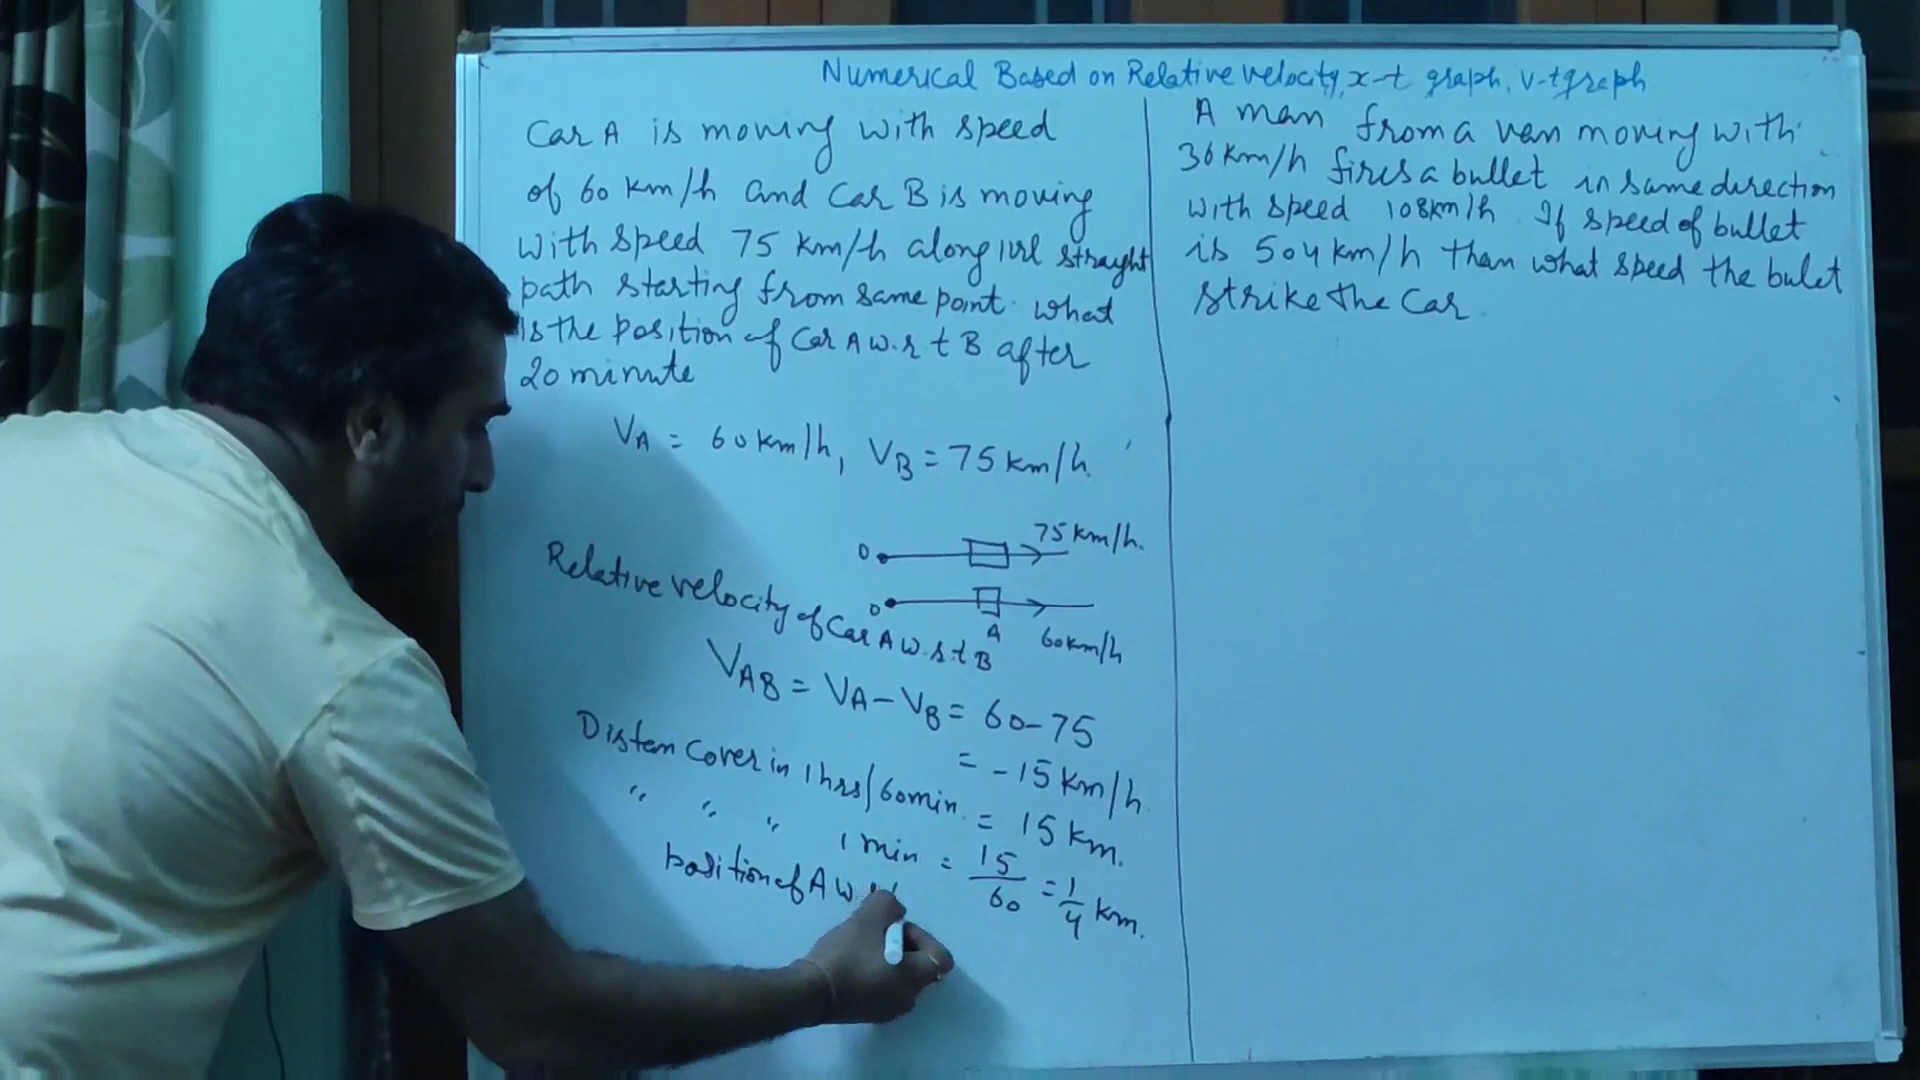 Numerical Based on Relative velocity, x-t graph, v-t graph
Car A is moving with speed
of 60 km/h and Car B is moving
with speed 75 km/h along ||rl straight
path starting from same point. what
is the position of Car A w.r t B after
20 minute
VA = 60 km/h, VB = 75 km/h.
0 75 km/h.
0 A 60 km/h
Relative velocity of Car A w.r.t B
VAB = VA - VB = 60 - 75
= -15 km/h.
Distan cover in 1 hrs/60 min. = 15 km.
" " " 1 min = 15/60 = 1/4 km.
position of A w.
A man from a van moving with
36 km/h fires a bullet in same direction
with speed 108 km/h. If speed of bullet
is 504 km/h than what speed the bulet
strike the Car.